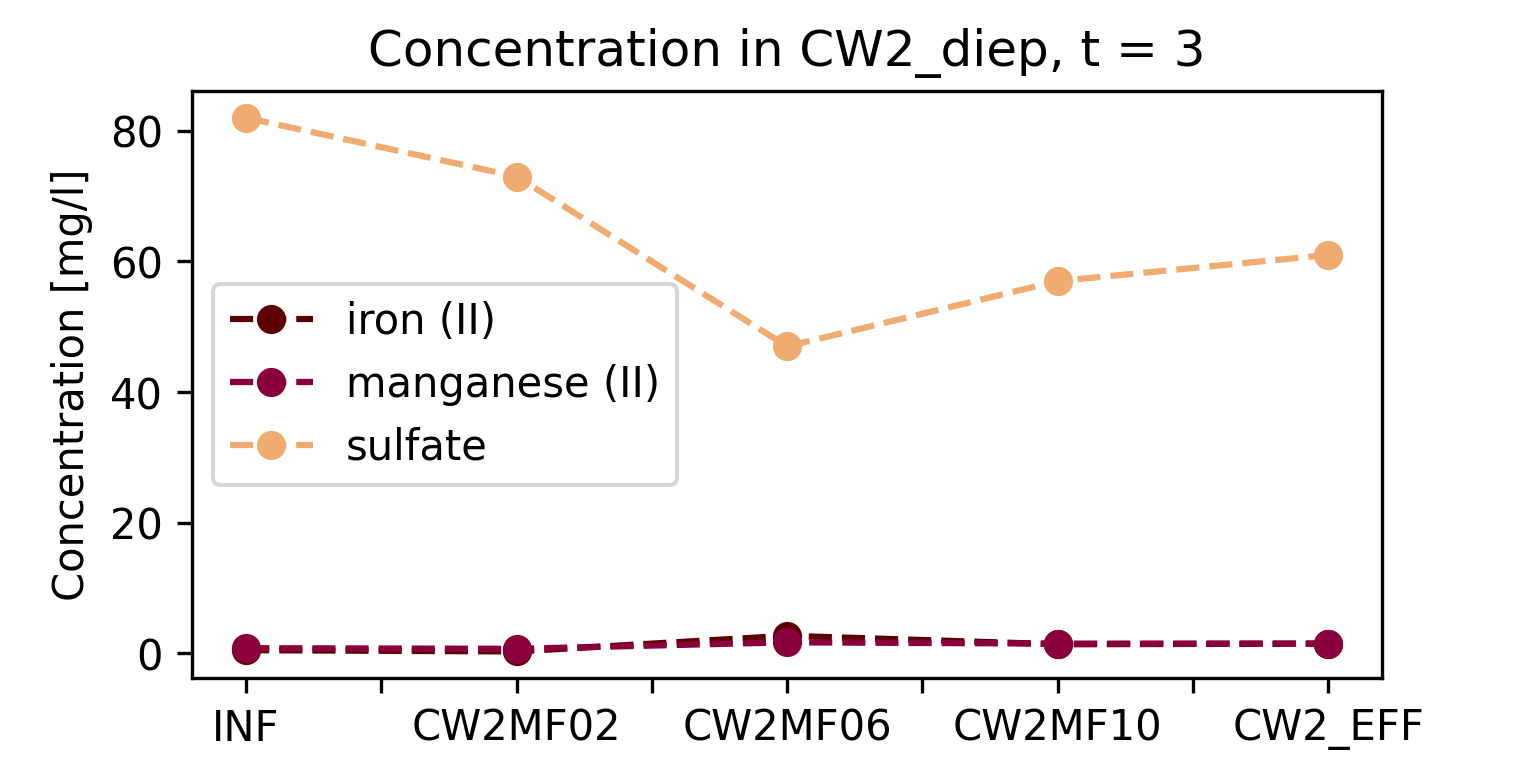 Concentration in CW2_diep, t = 3
Concentration [mg/l]
80
60
40
20
0
iron (II)
manganese (II)
sulfate
INF CW2MF02 CW2MF06 CW2MF10 CW2_EFF